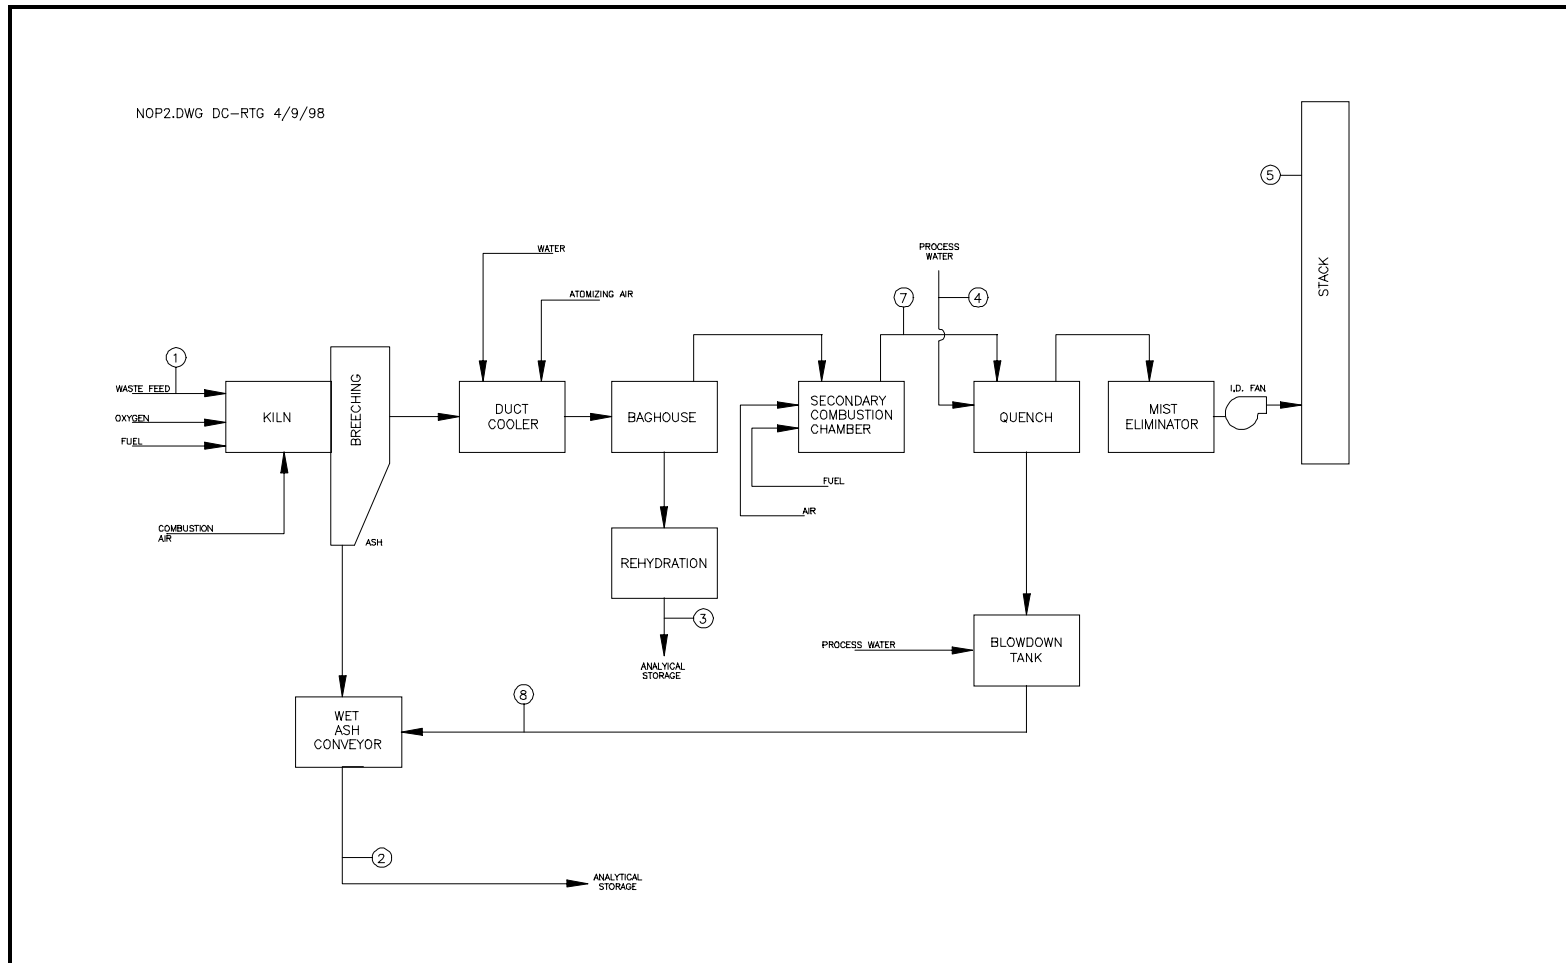 NOP2.DWG DC-RTG 4/9/98
5
STACK
WATER
PROCESS
WATER
ATOMIZING AIR
7
4
1
WASTE FEED
OXYGEN
FUEL
KILN
BREECHING
DUCT
COOLER
BAGHOUSE
SECONDARY
COMBUSTION
CHAMBER
QUENCH
MIST
ELIMINATOR
I.D. FAN
FUEL
AIR
COMBUSTION
AIR
ASH
REHYDRATION
3
ANALYICAL
STORAGE
PROCESS WATER
BLOWDOWN
TANK
8
WET
ASH
CONVEYOR
2
ANALYTICAL
STORAGE